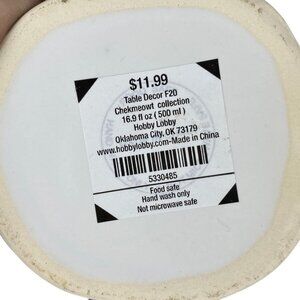 $11.99
Table Decor F20
Chekmeowt collection
16.9 fl oz ( 500 ml )
Hobby Lobby
Oklahoma City, OK 73179
www.hobbylobby.com-Made in China
5330485
Food safe
Hand wash only
Not microwave safe